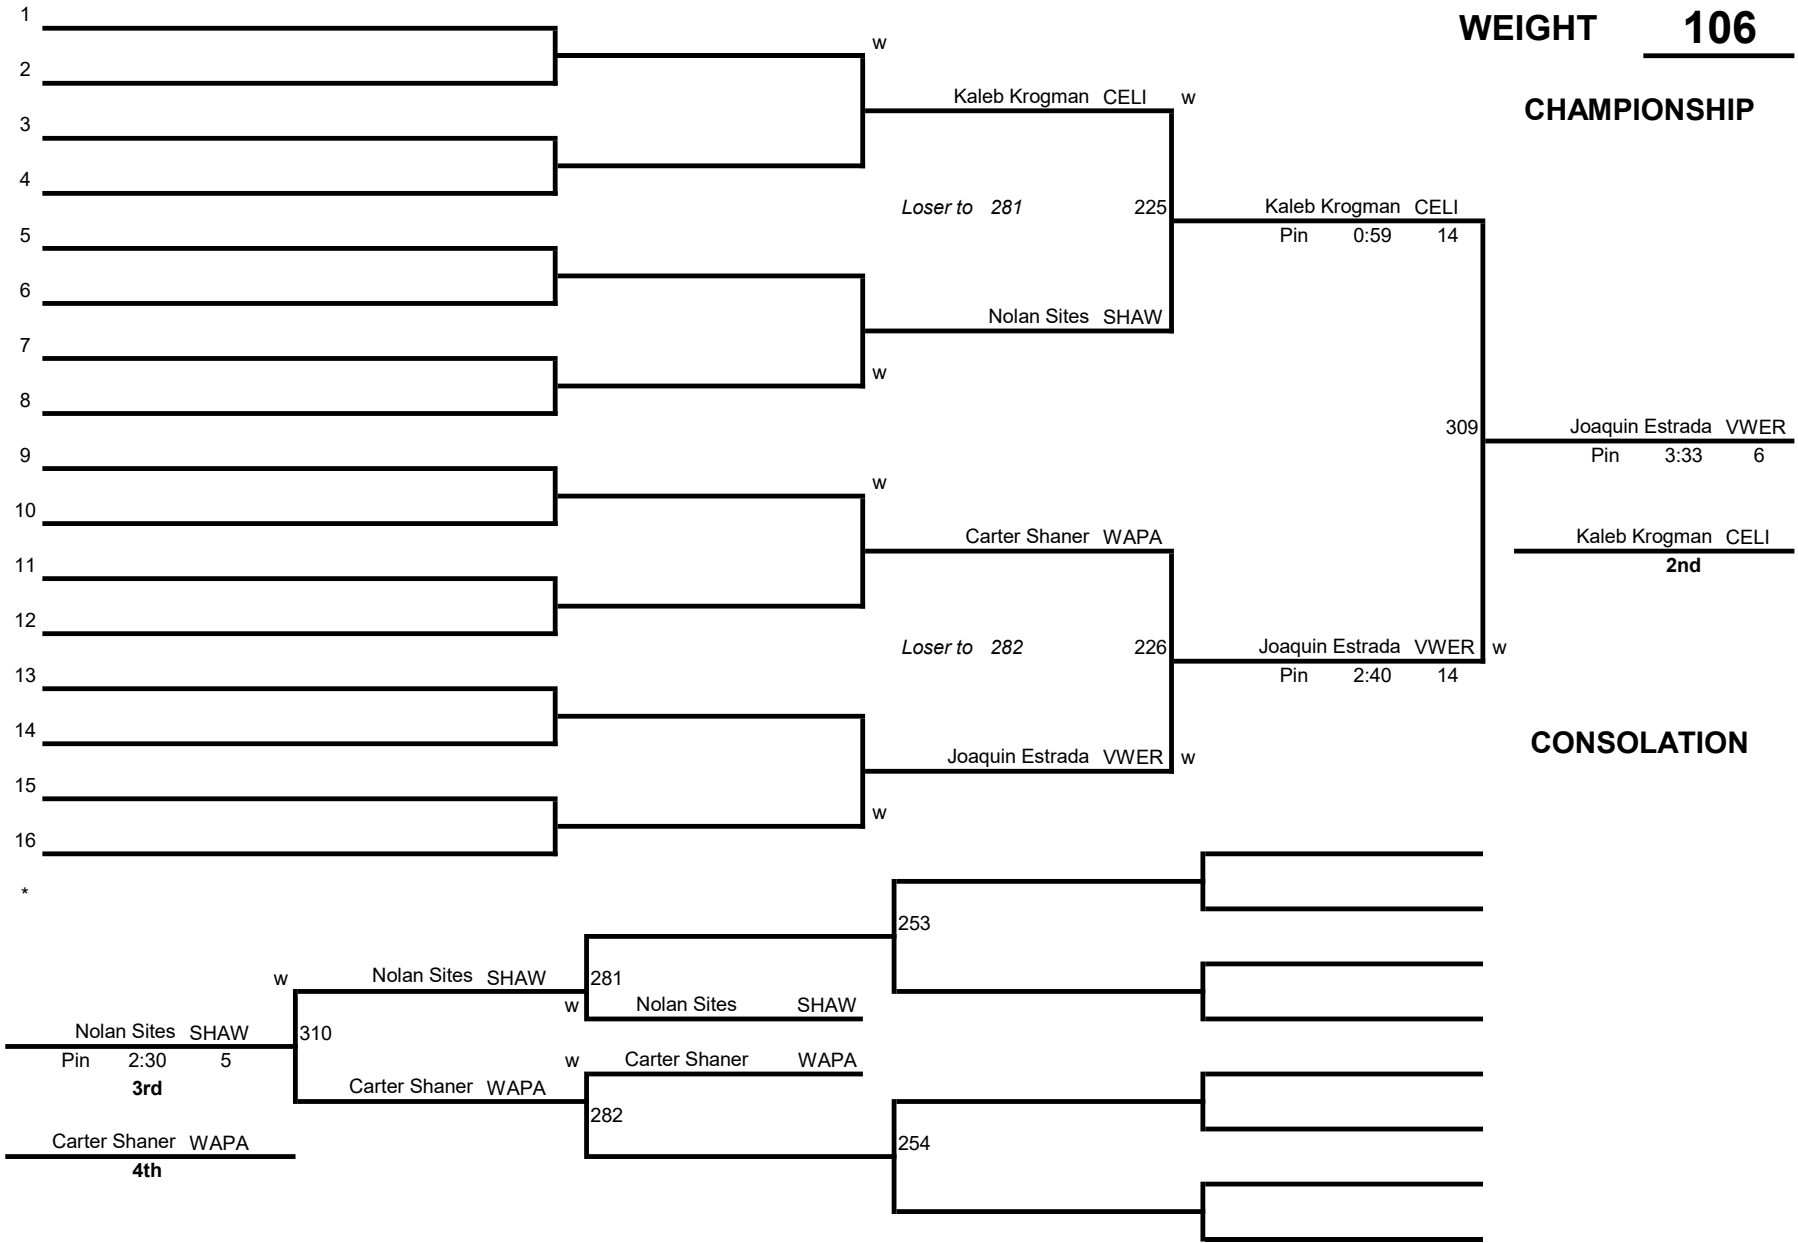 WEIGHT 106
CHAMPIONSHIP
1
2
3
4
5
6
7
8
9
10
11
12
13
14
15
16
*
w
w
w
w
Kaleb Krogman CELI w
Loser to 281 225
Nolan Sites SHAW
Carter Shaner WAPA
Loser to 282 226
Joaquin Estrada VWER w
Kaleb Krogman CELI
Pin 0:59 14
309
Joaquin Estrada VWER w
Pin 2:40 14
Joaquin Estrada VWER
Pin 3:33 6
Kaleb Krogman CELI
2nd
CONSOLATION
253
254
281
w Nolan Sites SHAW
w Carter Shaner WAPA
282
w Nolan Sites SHAW
310
Carter Shaner WAPA
Nolan Sites SHAW
Pin 2:30 5
3rd
Carter Shaner WAPA
4th